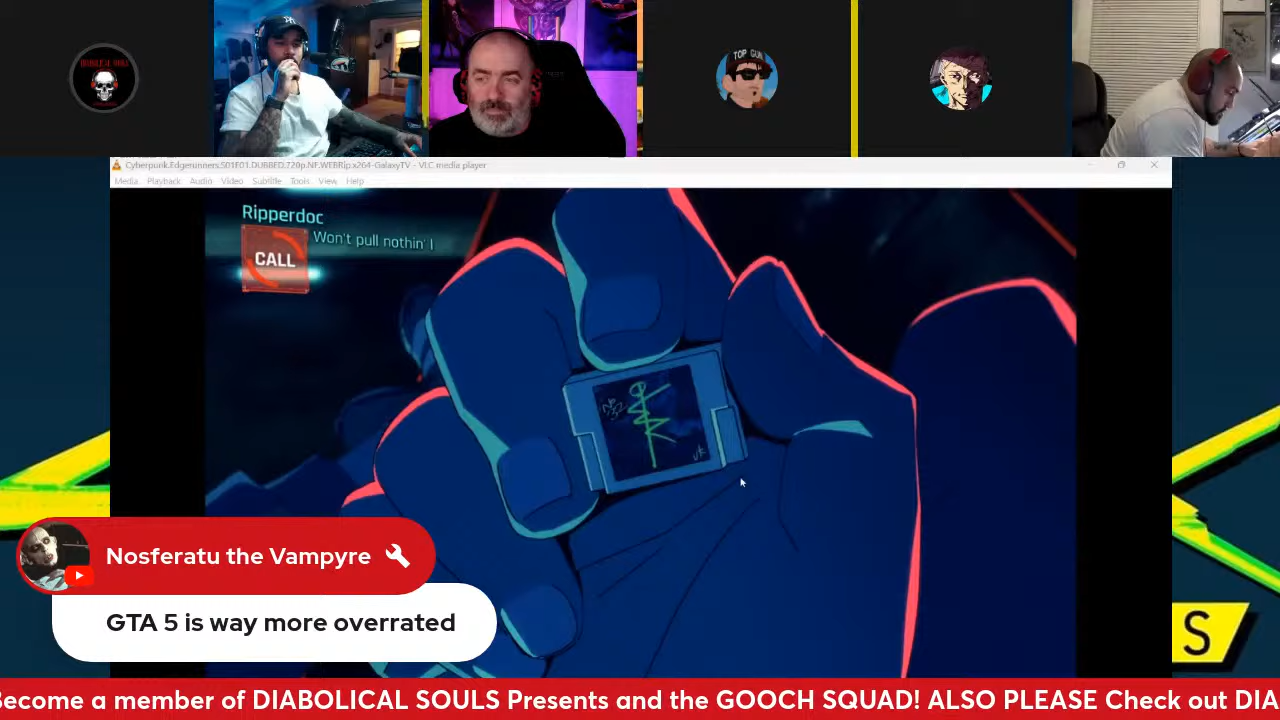 TOP GUN
Cyberpunk.Edgerunners.S01E01.DUBBED.720p.NF.WEBRip.x264-GalaxyTV - VLC media player
Media Playback Audio Video Subtitle Tools View Help
Ripperdoc
Won't pull nothin' I
CALL
Nosferatu the Vampyre
GTA 5 is way more overrated
S
Become a member of DIABOLICAL SOULS Presents and the GOOCH SQUAD! ALSO PLEASE Check out DIA